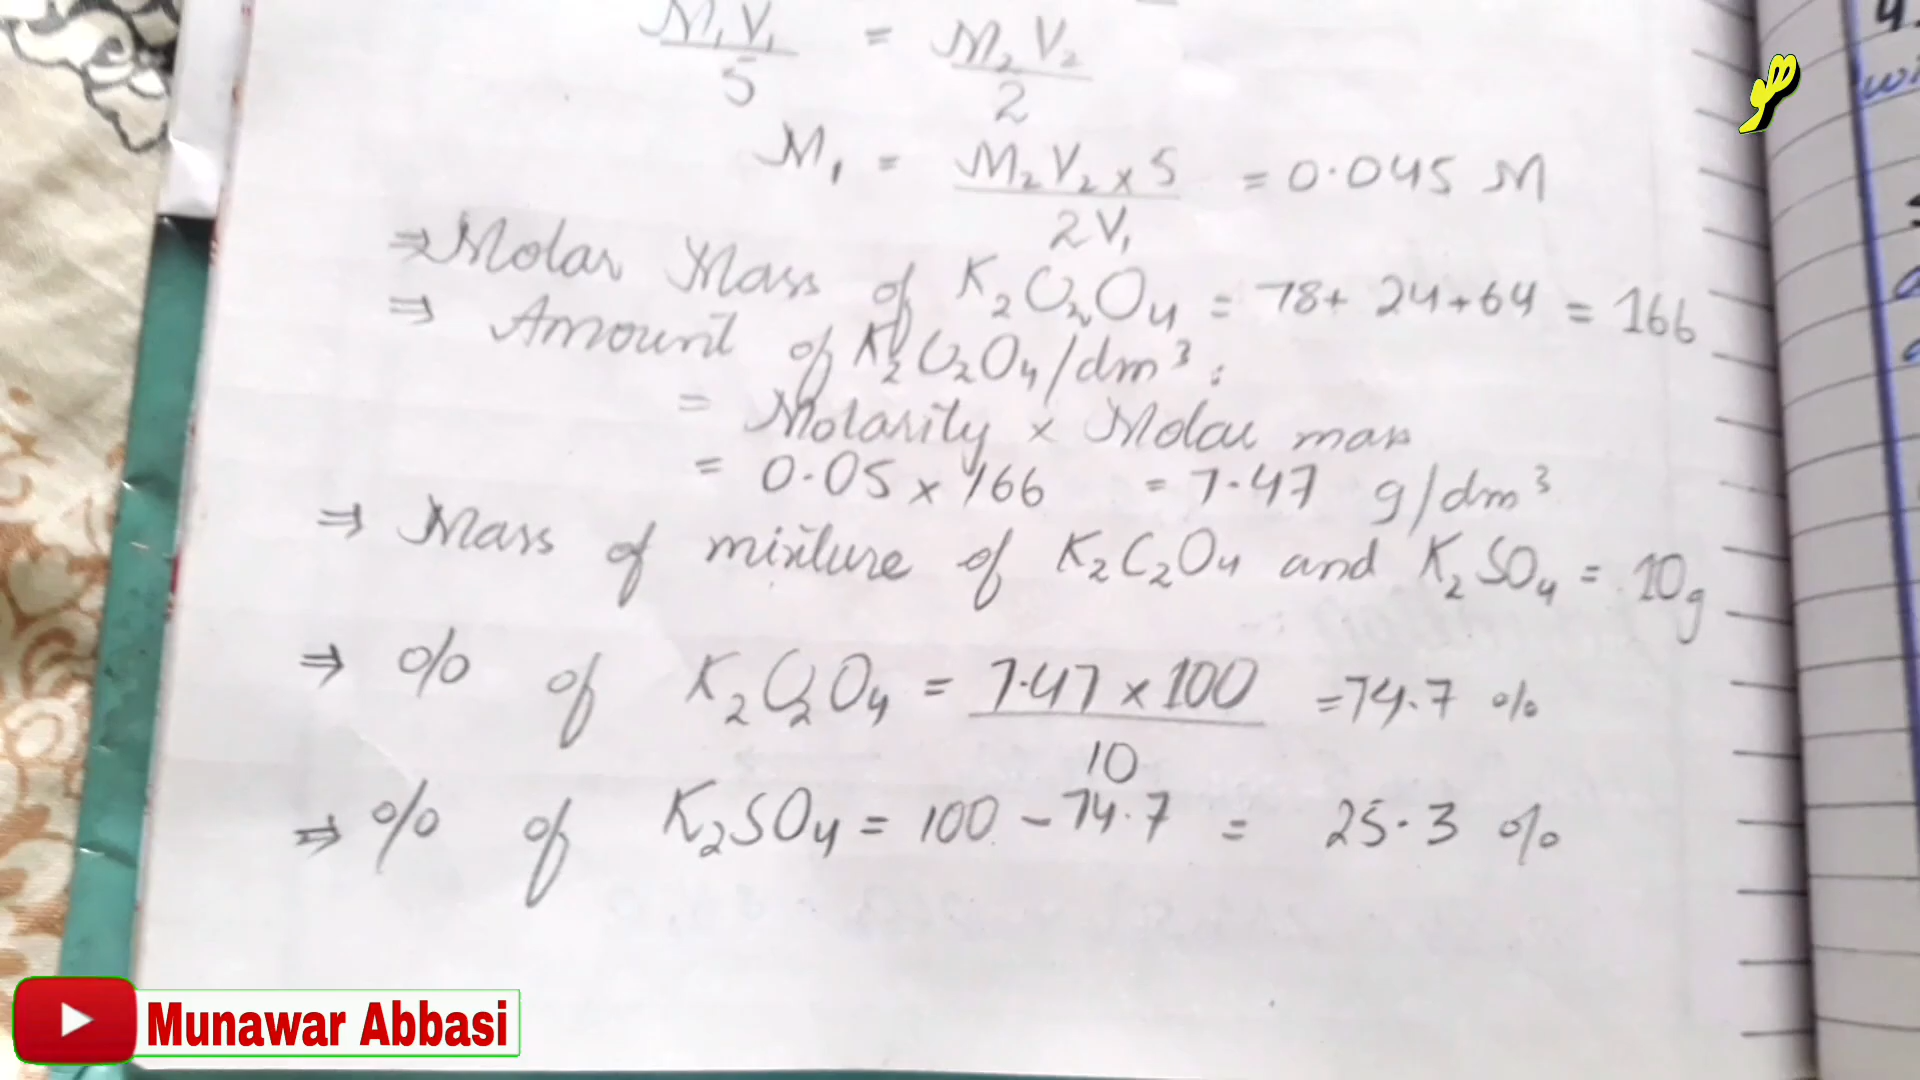 M₁V₁/5 = M₂V₂/2
M₁ = M₂V₂ × 5/2V₁ = 0.045 M
⇒ Molar Mass of K₂C₂O₄ = 78 + 24 + 64 = 166
⇒ Amount of K₂C₂O₄/dm³:
= Molarity × Molar mass
= 0.05 × 166 = 7.47 g/dm³
⇒ Mass of mixture of K₂C₂O₄ and K₂SO₄ = 10g
⇒ % of K₂C₂O₄ = 7.47 × 100/10 = 74.7 %
⇒ % of K₂SO₄ = 100 - 74.7 = 25.3 %
Munawar Abbasi